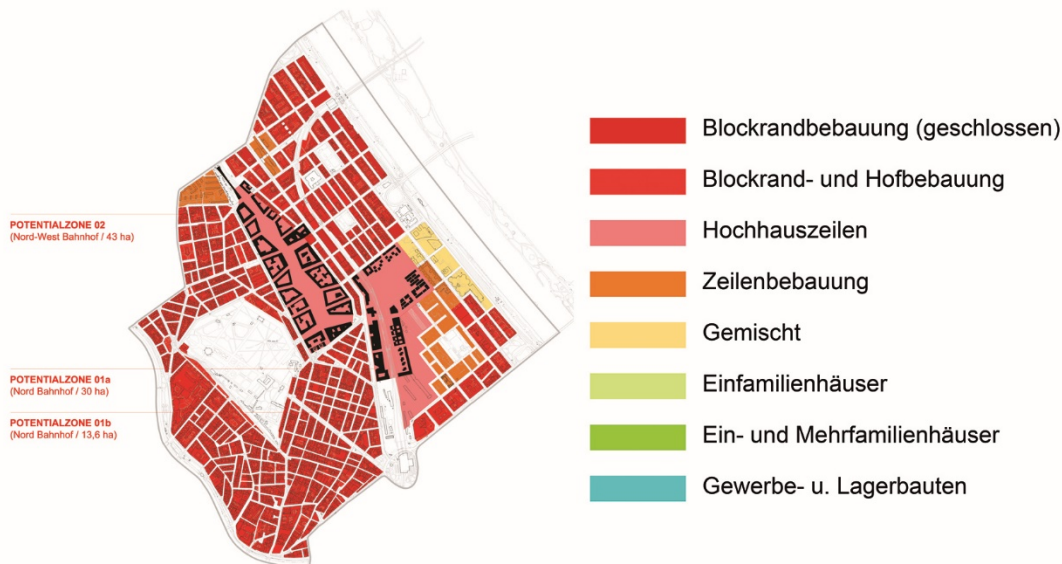 POTENTIALZONE 02
(Nord-West Bahnhof / 43 ha)
POTENTIALZONE 01a
(Nord Bahnhof / 30 ha)
POTENTIALZONE 01b
(Nord Bahnhof / 13,6 ha)
Blockrandbebauung (geschlossen)
Blockrand- und Hofbebauung
Hochhauszeilen
Zeilenbebauung
Gemischt
Einfamilienhäuser
Ein- und Mehrfamilienhäuser
Gewerbe- u. Lagerbauten